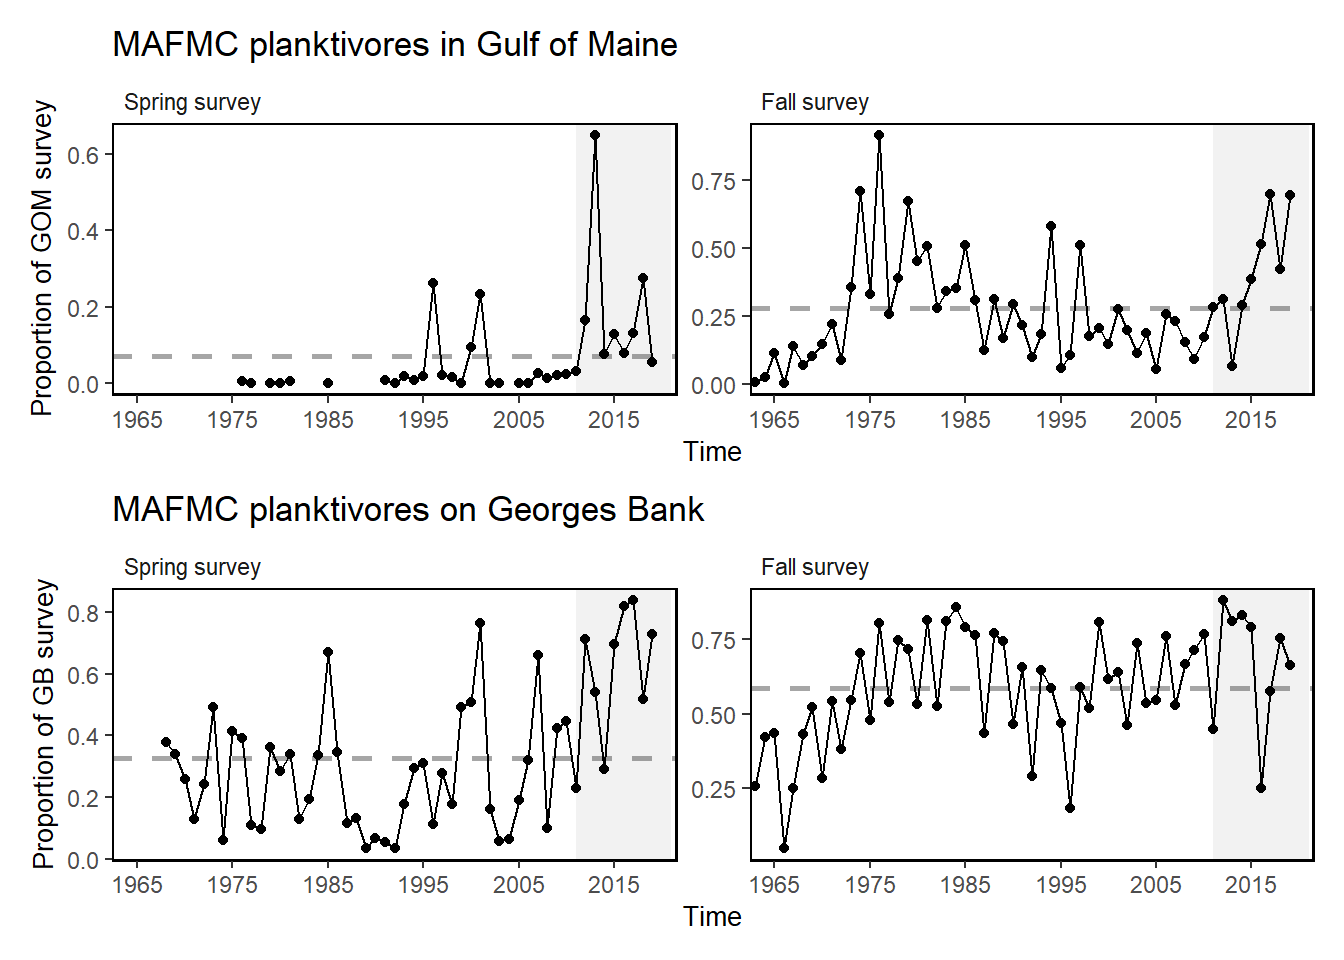 MAFMC planktivores in Gulf of Maine
Spring survey
Fall survey
Proportion of GOM survey
0.6
0.4
0.2
0.0
0.75
0.50
0.25
0.00
1965 1975 1985 1995 2005 2015
1965 1975 1985 1995 2005 2015
Time
MAFMC planktivores on Georges Bank
Spring survey
Fall survey
Proportion of GB survey
0.8
0.6
0.4
0.2
0.0
0.75
0.50
0.25
1965 1975 1985 1995 2005 2015
1965 1975 1985 1995 2005 2015
Time